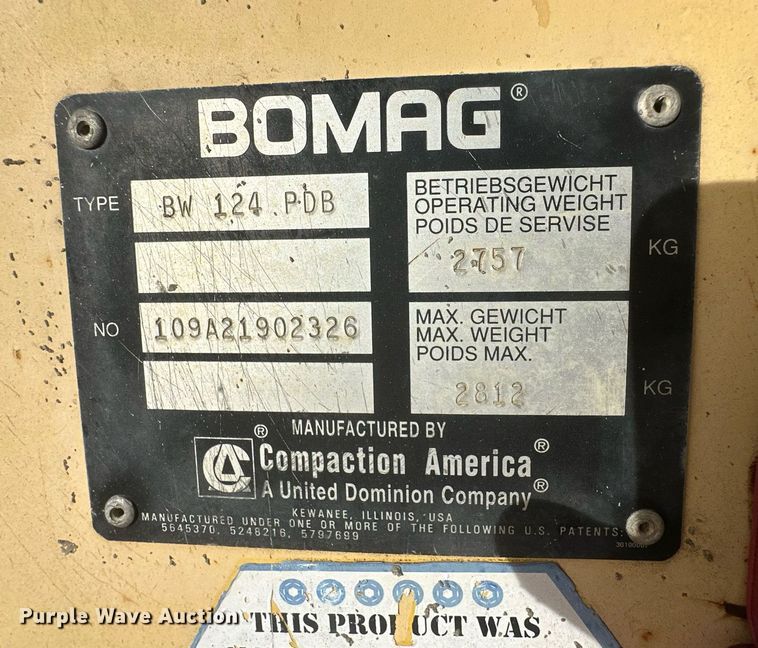 BOMAG®
TYPE BW 124 PDB
BETRIEBSGEWICHT
OPERATING WEIGHT
POIDS DE SERVISE
2757 KG
NO 109A21902326
MAX. GEWICHT
MAX. WEIGHT
POIDS MAX.
2812 KG
MANUFACTURED BY
® Compaction America®
A United Dominion Company®
KEWANEE, ILLINOIS, USA
MANUFACTURED UNDER ONE OR MORE OF THE FOLLOWING U.S. PATENTS:
5645370, 5246216, 5797699
Purple Wave Auction
THIS PRODUCT WAS